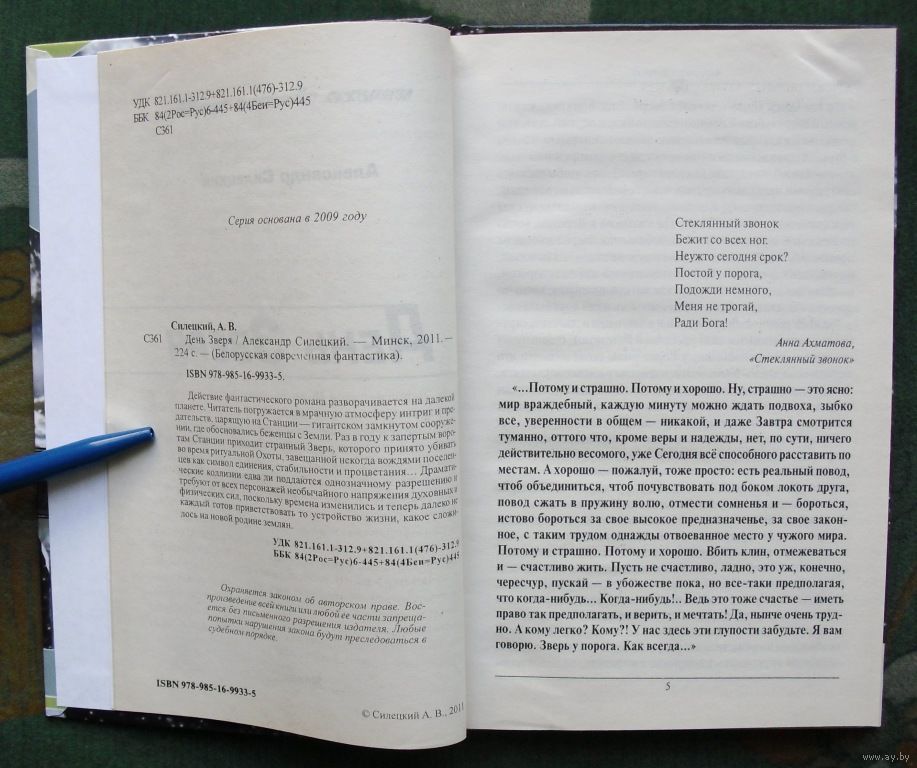 УДК 821.161.1-312.9+821.161.1(476)-312.9
ББК 84(2Рос=Рус)6-445+84(4Беи=Рус)445
С361
Серия основана в 2009 году
Силецкий, А. В.
С361 День Зверя / Александр Силецкий. — Минск, 2011. —
224 с. — (Белорусская современная фантастика).
ISBN 978-985-16-9933-5.
Действие фантастического романа разворачивается на далекой
планете. Читатель погружается в мрачную атмосферу интриг и пре-
дательств, царящую на Станции — гигантском замкнутом сооруже-
нии, где обосновались беженцы с Земли. Раз в году к запертым воро-
там Станции приходит странный Зверь, которого принято убивать
во время ритуальной Охоты, завещанной некогда вождями поселен-
цев как символ единения, стабильности и процветания... Драмати-
ческие коллизии едва ли поддаются однозначному разрешению и
требуют от всех персонажей необычайного напряжения духовных и
физических сил, поскольку времена изменились и теперь далеко не
каждый готов приветствовать то устройство жизни, какое сложи-
лось на новой родине землян.
УДК 821.161.1-312.9+821.161.1(476)-312.9
ББК 84(2Рос=Рус)6-445+84(4Беи=Рус)445
Охраняется законом об авторском праве. Вос-
произведение всей книги или любой ее части запреща-
ется без письменного разрешения издателя. Любые
попытки нарушения закона будут преследоваться в
судебном порядке.
ISBN 978-985-16-9933-5
© Силецкий А. В., 2011
Стеклянный звонок
Бежит со всех ног.
Неужто сегодня срок?
Постой у порога,
Подожди немного,
Меня не трогай,
Ради Бога!
Анна Ахматова,
«Стеклянный звонок»
«...Потому и страшно. Потому и хорошо. Ну, страшно — это ясно:
мир враждебный, каждую минуту можно ждать подвоха, зыбко
все, уверенности в общем — никакой, и даже Завтра смотрится
туманно, оттого что, кроме веры и надежды, нет, по сути, ничего
действительно весомого, уже Сегодня всё способного расставить по
местам. А хорошо — пожалуй, тоже просто: есть реальный повод,
чтоб объединиться, чтоб почувствовать под боком локоть друга,
повод сжать в пружину волю, отмести сомненья и — бороться,
истово бороться за свое высокое предназначенье, за свое закон-
ное, с таким трудом однажды отвоеванное место у чужого мира.
Потому и страшно. Потому и хорошо. Вбить клин, отмежеваться
и — счастливо жить. Пусть не счастливо, ладно, это уж, конечно,
чересчур, пускай — в убожестве пока, но все-таки предполагая,
что когда-нибудь... Когда-нибудь!.. Ведь это тоже счастье — иметь
право так предполагать, и верить, и мечтать! Да, нынче очень труд-
но. А кому легко? Кому?! У нас здесь эти глупости забудьте. Я вам
говорю. Зверь у порога. Как всегда...»
5
www.ay.by